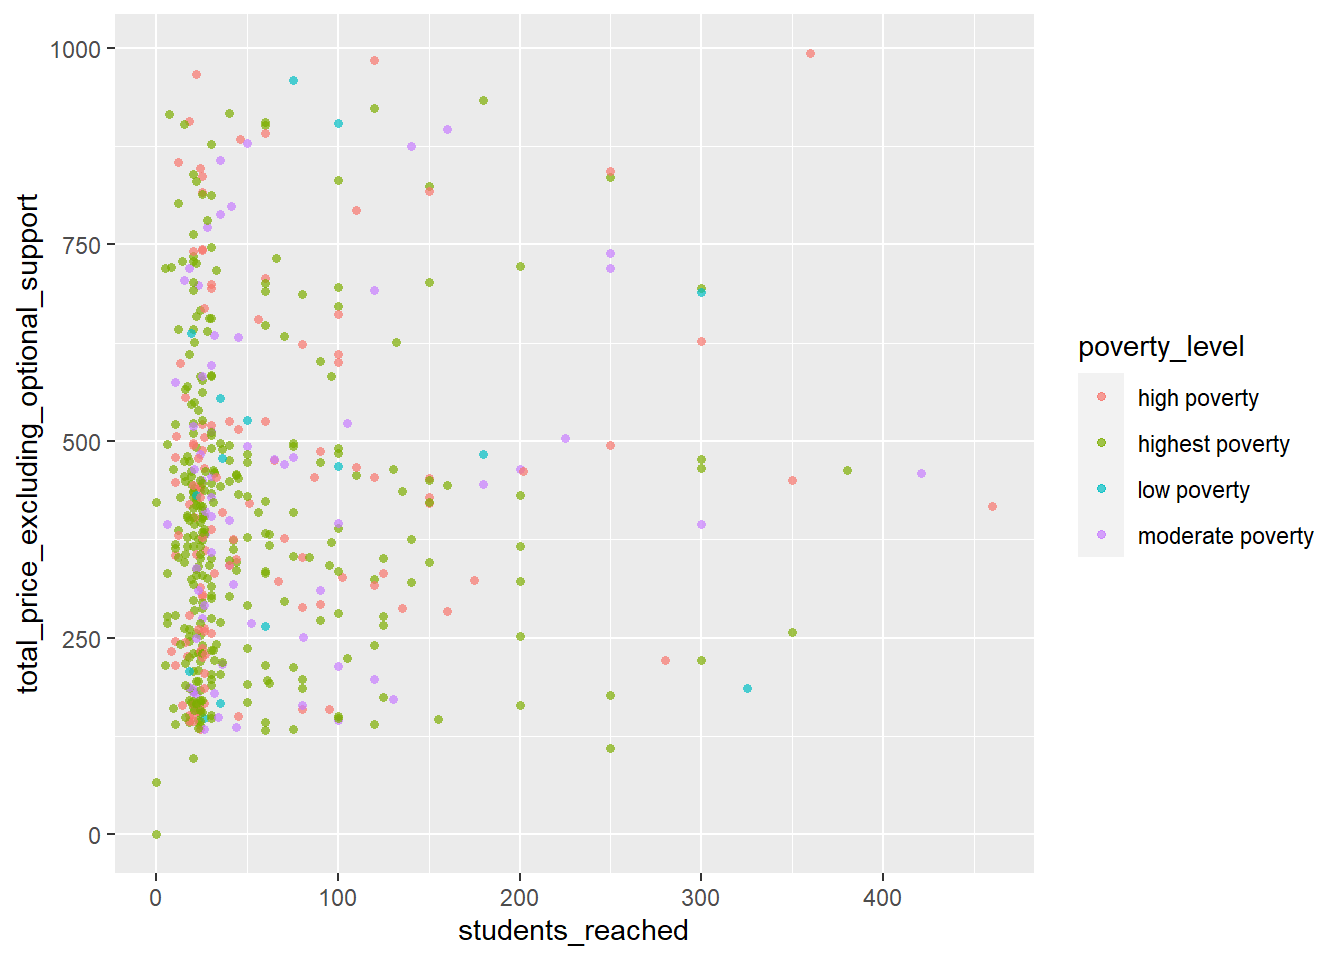 1000
750
500
250
0
total_price_excluding_optional_support
0 100 200 300 400
students_reached
poverty_level
high poverty
highest poverty
low poverty
moderate poverty